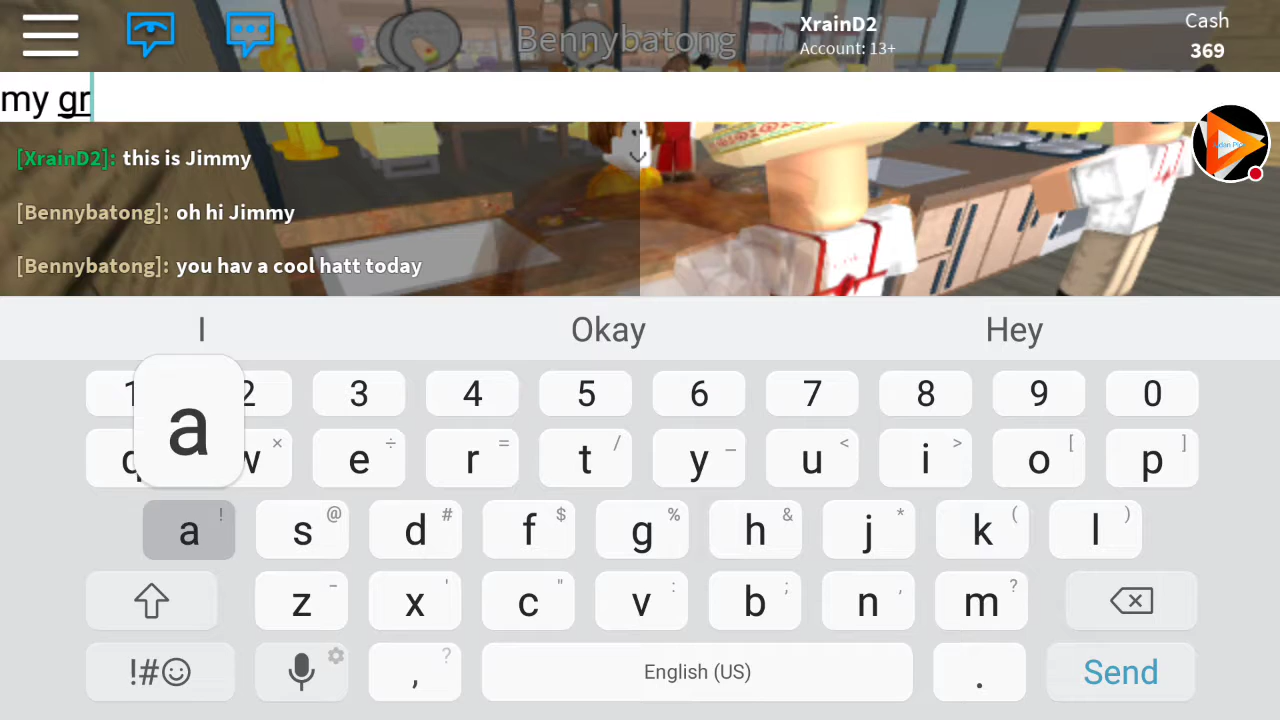 Bennybatong
XrainD2
Account: 13+
Cash
369
my gr
[XrainD2]: this is Jimmy
[Bennybatong]: oh hi Jimmy
[Bennybatong]: you hav a cool hatt today
I Okay Hey
1 2 3 4 5 6 7 8 9 0
a
q w × e ÷ r = t / y _ u < i > o [ p ]
a ! s @ d # f $ g % h & j * k ( l )
z - x ' c " v : b ; n , m ?
!#☺ , ? English (US) . Send